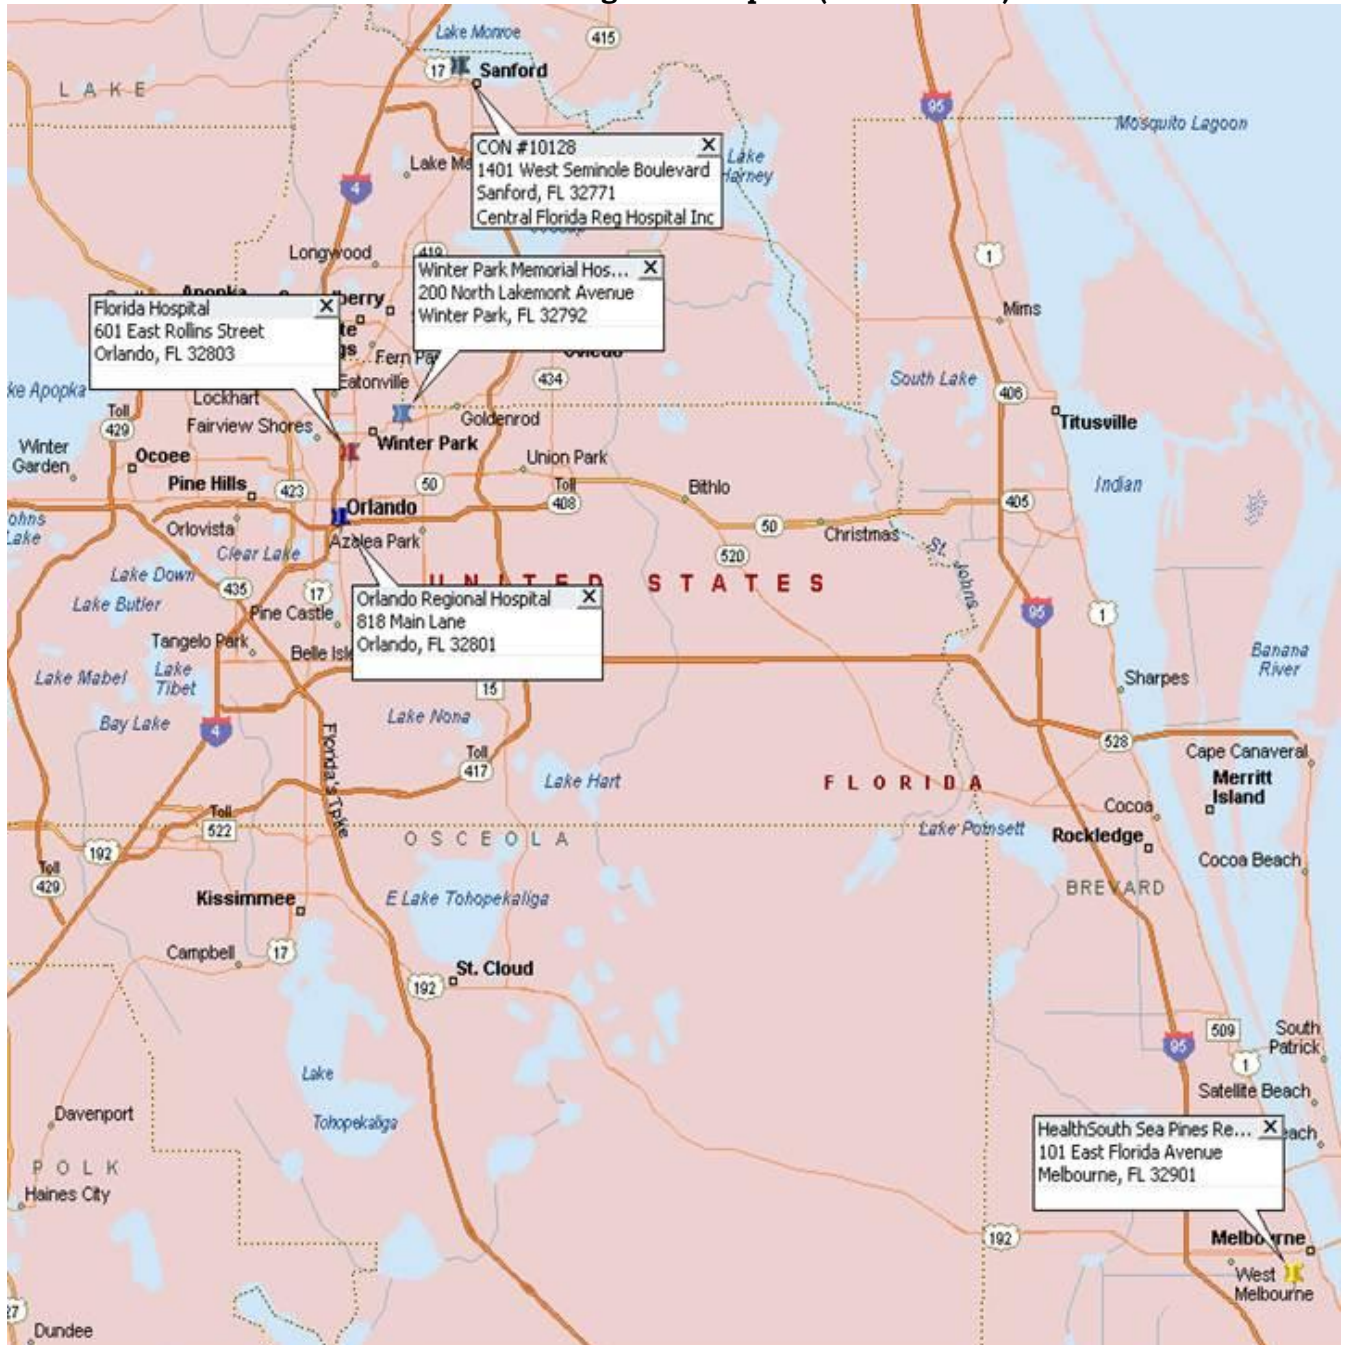 Lake Monroe
415
17
Sanford
LAKE
95
Mosquito Lagoon
CON #10128
1401 West Seminole Boulevard
Sanford, FL 32771
Central Florida Reg Hospital Inc
Lake
Harney
4
Longwood
419
1
Winter Park Memorial Hos...
200 North Lakemont Avenue
Winter Park, FL 32792
Florida Hospital
601 East Rollins Street
Orlando, FL 32803
Mims
434
South Lake
406
Eatonville
Lockhart
Toll
429
Fairview Shores
Goldenrod
Titusville
Winter
Garden
Ocoee
Winter Park
Union Park
Pine Hills
423
50
Toll
408
Bithlo
Indian
405
Orlando
Orlovista
Azalea Park
50
Christmas
Clear Lake
520
St.
Johns
Lake Down
435
17
UNITED STATES
Lake Butler
Pine Castle
Orlando Regional Hospital
818 Main Lane
Orlando, FL 32801
95
1
Tangelo Park
Banana
River
Lake Mabel
Lake
Tibet
15
Sharpes
Bay Lake
4
Lake Nona
Florida's Tpke
528
Toll
417
Cape Canaveral
Lake Hart
FLORIDA
Merritt
Island
Toll
522
Cocoa
192
OSCEOLA
Lake Poinsett
Rockledge
Toll
429
Cocoa Beach
Kissimmee
E Lake Tohopekaliga
BREVARD
Campbell
17
192
St. Cloud
95
509
South
Patrick
1
Lake
Tohopekaliga
Satellite Beach
Davenport
HealthSouth Sea Pines Re...
101 East Florida Avenue
Melbourne, FL 32901
POLK
Haines City
192
Melbourne
West
Melbourne
27
Dundee